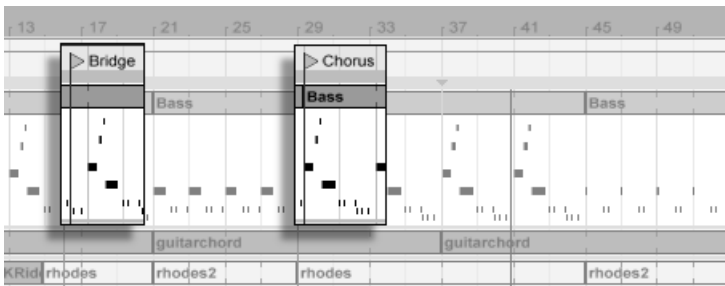 13 17 21 25 29 33 37 41 45 49
Bridge Chorus
Bass Bass Bass
guitarchord guitarchord
KRid rhodes rhodes2 rhodes rhodes2